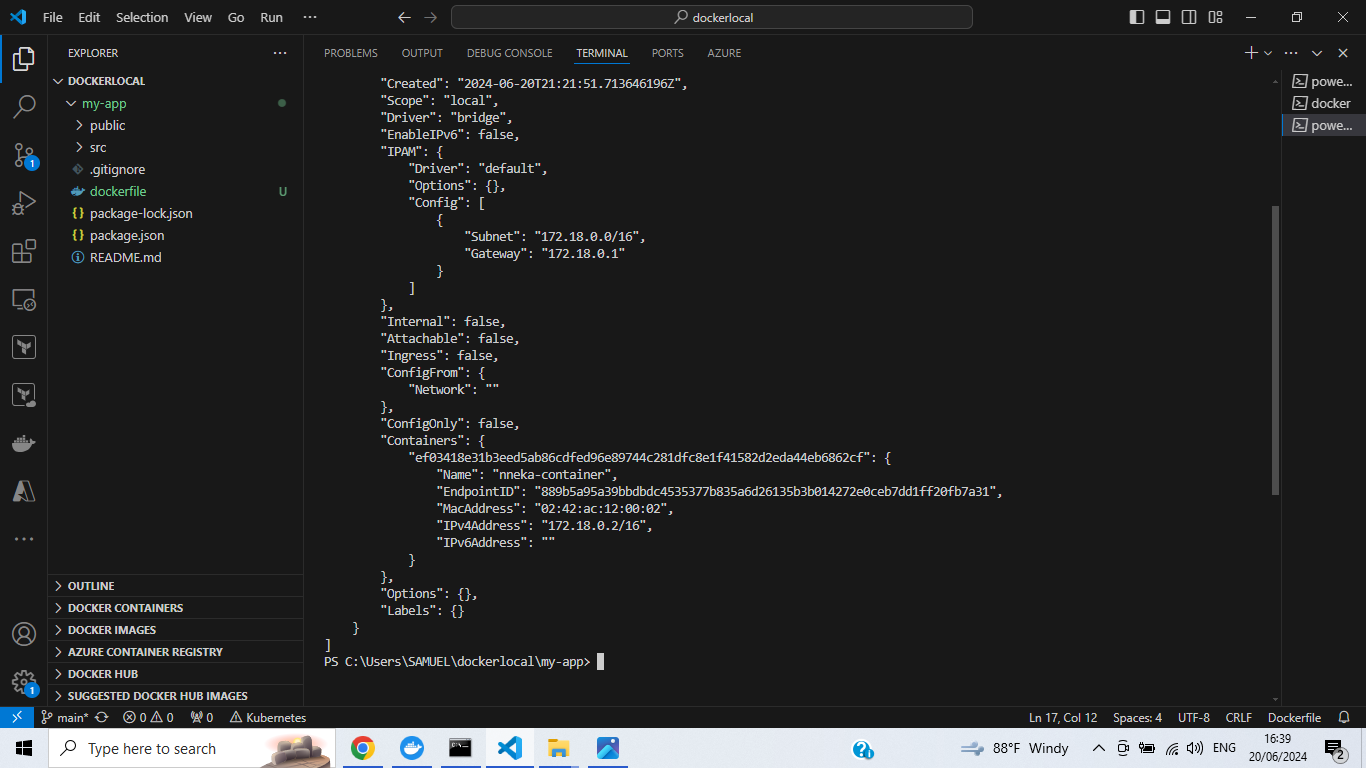 File Edit Selection View Go Run ···
dockerlocal
EXPLORER
DOCKERLOCAL
my-app
public
src
.gitignore
dockerfile U
package-lock.json
package.json
README.md
OUTLINE
DOCKER CONTAINERS
DOCKER IMAGES
AZURE CONTAINER REGISTRY
DOCKER HUB
SUGGESTED DOCKER HUB IMAGES
1
1
PROBLEMS OUTPUT DEBUG CONSOLE TERMINAL PORTS AZURE
"Created": "2024-06-20T21:21:51.713646196Z",
"Scope": "local",
"Driver": "bridge",
"EnableIPv6": false,
"IPAM": {
"Driver": "default",
"Options": {},
"Config": [
{
"Subnet": "172.18.0.0/16",
"Gateway": "172.18.0.1"
}
]
},
"Internal": false,
"Attachable": false,
"Ingress": false,
"ConfigFrom": {
"Network": ""
},
"ConfigOnly": false,
"Containers": {
"ef03418e31b3eed5ab86cdfed96e89744c281dfc8e1f41582d2eda44eb6862cf": {
"Name": "nneka-container",
"EndpointID": "889b5a95a39bbdbdc4535377b835a6d26135b3b014272e0ceb7dd1ff20fb7a31",
"MacAddress": "02:42:ac:12:00:02",
"IPv4Address": "172.18.0.2/16",
"IPv6Address": ""
}
},
"Options": {},
"Labels": {}
}
]
PS C:\Users\SAMUEL\dockerlocal\my-app>
powe...
docker
powe...
main* 0 0 0 Kubernetes
Ln 17, Col 12 Spaces: 4 UTF-8 CRLF Dockerfile
Type here to search
88°F Windy ENG
16:39
20/06/2024
2